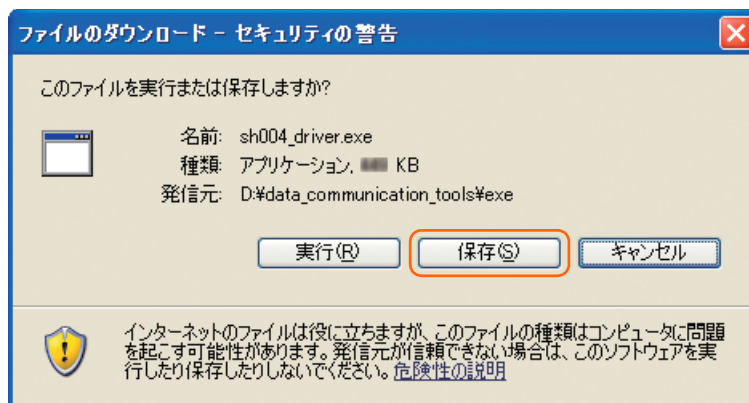 ファイルのダウンロード - セキュリティの警告
このファイルを実行または保存しますか?
名前: sh004_driver.exe
種類: アプリケーション, KB
発信元: D:¥data_communication_tools¥exe
実行(R) 保存(S) キャンセル
インターネットのファイルは役に立ちますが、このファイルの種類はコンピュータに問題
を起こす可能性があります。発信元が信頼できない場合は、このソフトウェアを実
行したり保存したりしないでください。危険性の説明